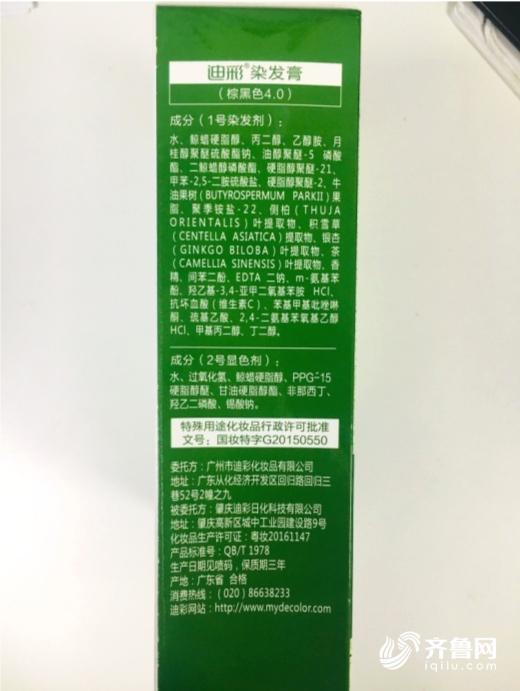 迪彩®染发膏
（棕黑色4.0）
成分（1号染发剂）：
水、鲸蜡硬脂醇、丙二醇、乙醇胺、月
桂醇聚醚硫酸酯钠、油醇聚醚-5 磷酸
酯、二鲸蜡醇磷酸酯、硬脂醇聚醚-21、
甲苯-2,5-二胺硫酸盐、硬脂醇聚醚-2、牛
油果树(BUTYROSPERMUM PARKII)果
脂、聚季铵盐-22、侧柏(THUJA
ORIENTALIS)叶提取物、积雪草
(CENTELLA ASIATICA)提取物、银杏
(GINKGO BILOBA)叶提取物、茶
(CAMELLIA SINENSIS)叶提取物、香
精、间苯二酚、EDTA 二钠、m-氨基苯
酚、羟乙基-3,4-亚甲二氧基苯胺 HCl、
抗坏血酸(维生素C)、苯基甲基吡唑啉
酮、巯基乙酸、2,4-二氨基苯氧基乙醇
HCl、甲基丙二醇、丁二醇。
成分（2号显色剂）：
水、过氧化氢、鲸蜡硬脂醇、PPG-15
硬脂醇醚、甘油硬脂醇酯、非那西丁、
羟乙二磷酸、锡酸钠。
特殊用途化妆品行政许可批准
文号：国妆特字G20150550
委托方：广州市迪彩化妆品有限公司
地址：广东从化经济开发区回归路回归三
巷52号2幢之九
被委托方：肇庆迪彩日化科技有限公司
地址：肇庆高新区城中工业园建设路9号
化妆品生产许可证：粤妆20161147
产品标准号：QB/T 1978
生产日期见喷码，保质期三年
产地：广东省 合格
消费热线：（020）86638233
迪彩网站：http://www.mydecolor.com
齐鲁网
iqilu.com